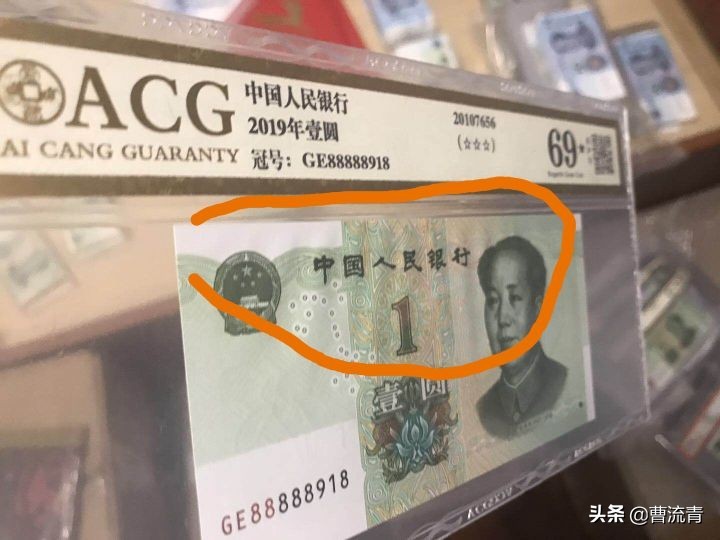 ACG
AI CANG GUARANTY
中国人民银行
2019年壹圆
冠号: GE88888918
20107656
(☆☆☆)
69*
中国人民银行
1
壹圆
GE88888918
头条 @曹流青